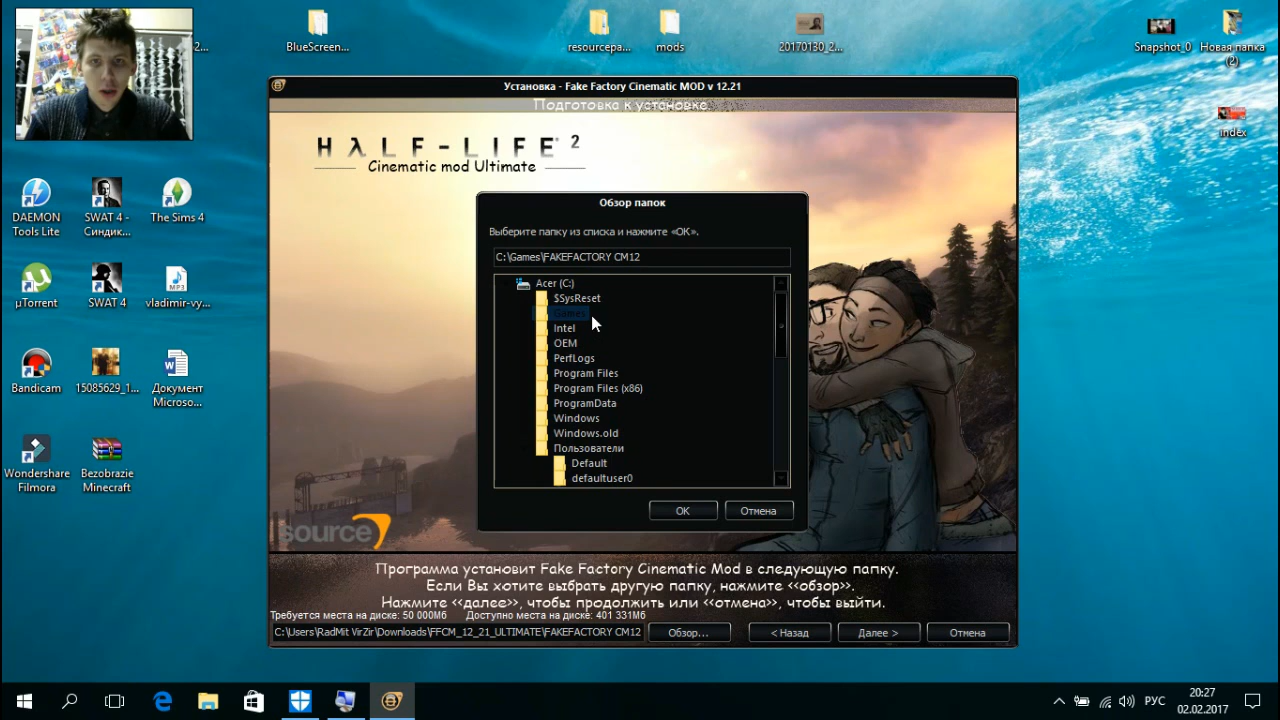 2...
BlueScreen...
resourcepa...
mods
20170130_2...
Snapshot_0
Новая папка
(2)
index
DAEMON
Tools Lite
SWAT 4 -
Синдик...
The Sims 4
µTorrent
SWAT 4
MP3
vladimir-vy...
Bandicam
15085629_1...
Документ
Microso...
Wondershare
Filmora
Bezobrazie
Minecraft
Установка - Fake Factory Cinematic MOD v 12.21
Подготовка к установке
HλLF-LIFE 2
Cinematic mod Ultimate
Обзор папок
Выберите папку из списка и нажмите «ОК».
C:\Games\FAKEFACTORY CM12
Acer (C:)
$SysReset
Games
Intel
OEM
PerfLogs
Program Files
Program Files (x86)
ProgramData
Windows
Windows.old
Пользователи
Default
defaultuser0
ОК
Отмена
source
Программа установит Fake Factory Cinematic Mod в следующую папку.
Если Вы хотите выбрать другую папку, нажмите <<обзор>>.
Нажмите <<далее>>, чтобы продолжить или <<отмена>>, чтобы выйти.
Требуется места на диске: 50 000Мб Доступно места на диске: 401 331Мб
C:\Users\RadMit VirZir\Downloads\FFCM_12_21_ULTIMATE\FAKEFACTORY CM12
Обзор...
< Назад
Далее >
Отмена
РУС
20:27
02.02.2017